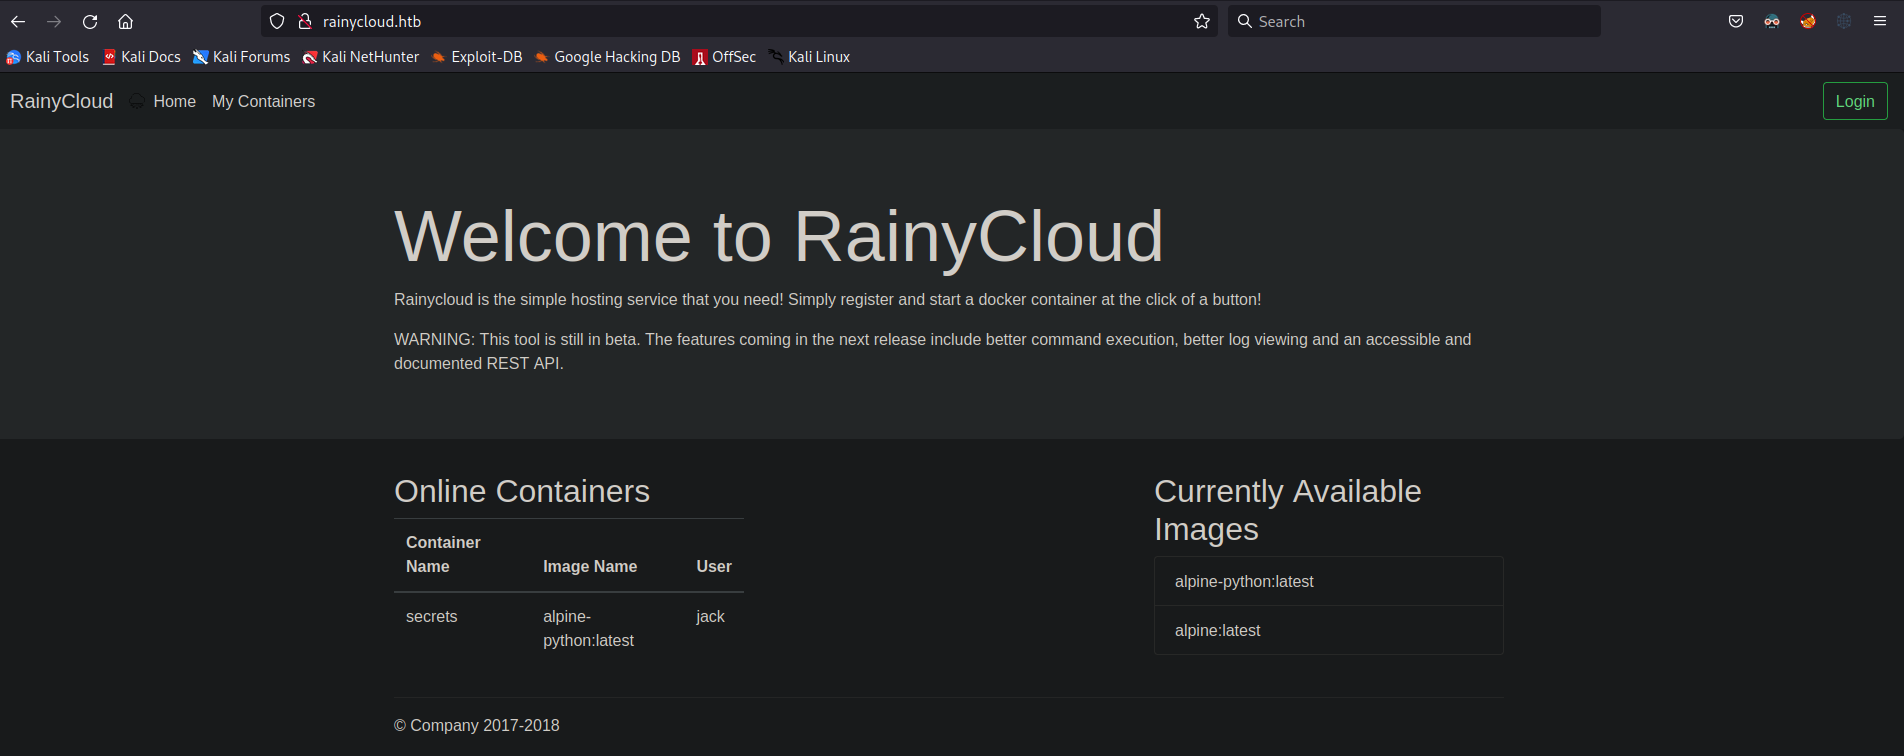 rainycloud.htb
Search
Kali Tools Kali Docs Kali Forums Kali NetHunter Exploit-DB Google Hacking DB OffSec Kali Linux
RainyCloud Home My Containers Login
Welcome to RainyCloud
Rainycloud is the simple hosting service that you need! Simply register and start a docker container at the click of a button!
WARNING: This tool is still in beta. The features coming in the next release include better command execution, better log viewing and an accessible and
documented REST API.
Online Containers
Container
Name Image Name User
secrets alpine- jack
python:latest
Currently Available
Images
alpine-python:latest
alpine:latest
© Company 2017-2018